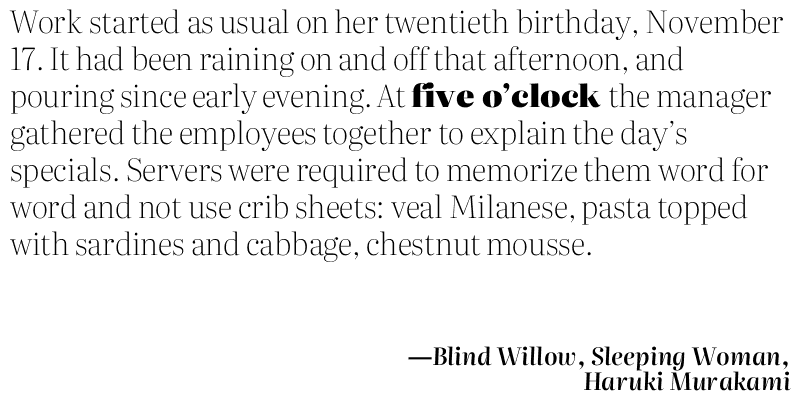 Work started as usual on her twentieth birthday, November
17. It had been raining on and off that afternoon, and
pouring since early evening. At five o’clock the manager
gathered the employees together to explain the day’s
specials. Servers were required to memorize them word for
word and not use crib sheets: veal Milanese, pasta topped
with sardines and cabbage, chestnut mousse.
—Blind Willow, Sleeping Woman,
Haruki Murakami